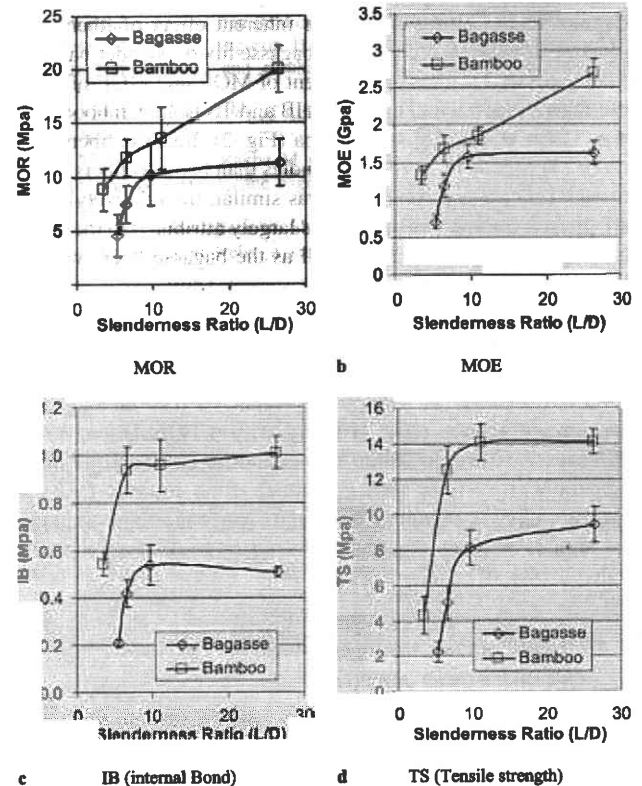 Bagasse
Bamboo
MOR (Mpa)
25
20
15
10
5
0 10 20 30
Slenderness Ratio (L/D)
MOR
Bagasse
Bamboo
MOE (Gpa)
3.5
3
2.5
2
1.5
1
0.5
0
0 10 20 30
Slenderness Ratio (L/D)
b MOE
IB (Mpa)
1.2
1.0
0.8
0.6
0.4
0.2
0.0
Bagasse
Bamboo
0 10 20 30
Slenderness Ratio (L/D)
c IB (internal Bond)
TS (Mpa)
16
14
12
10
8
6
4
2
0
Bagasse
Bamboo
0 10 20 30
Slenderness Ratio (L/D)
d TS (Tensile strength)